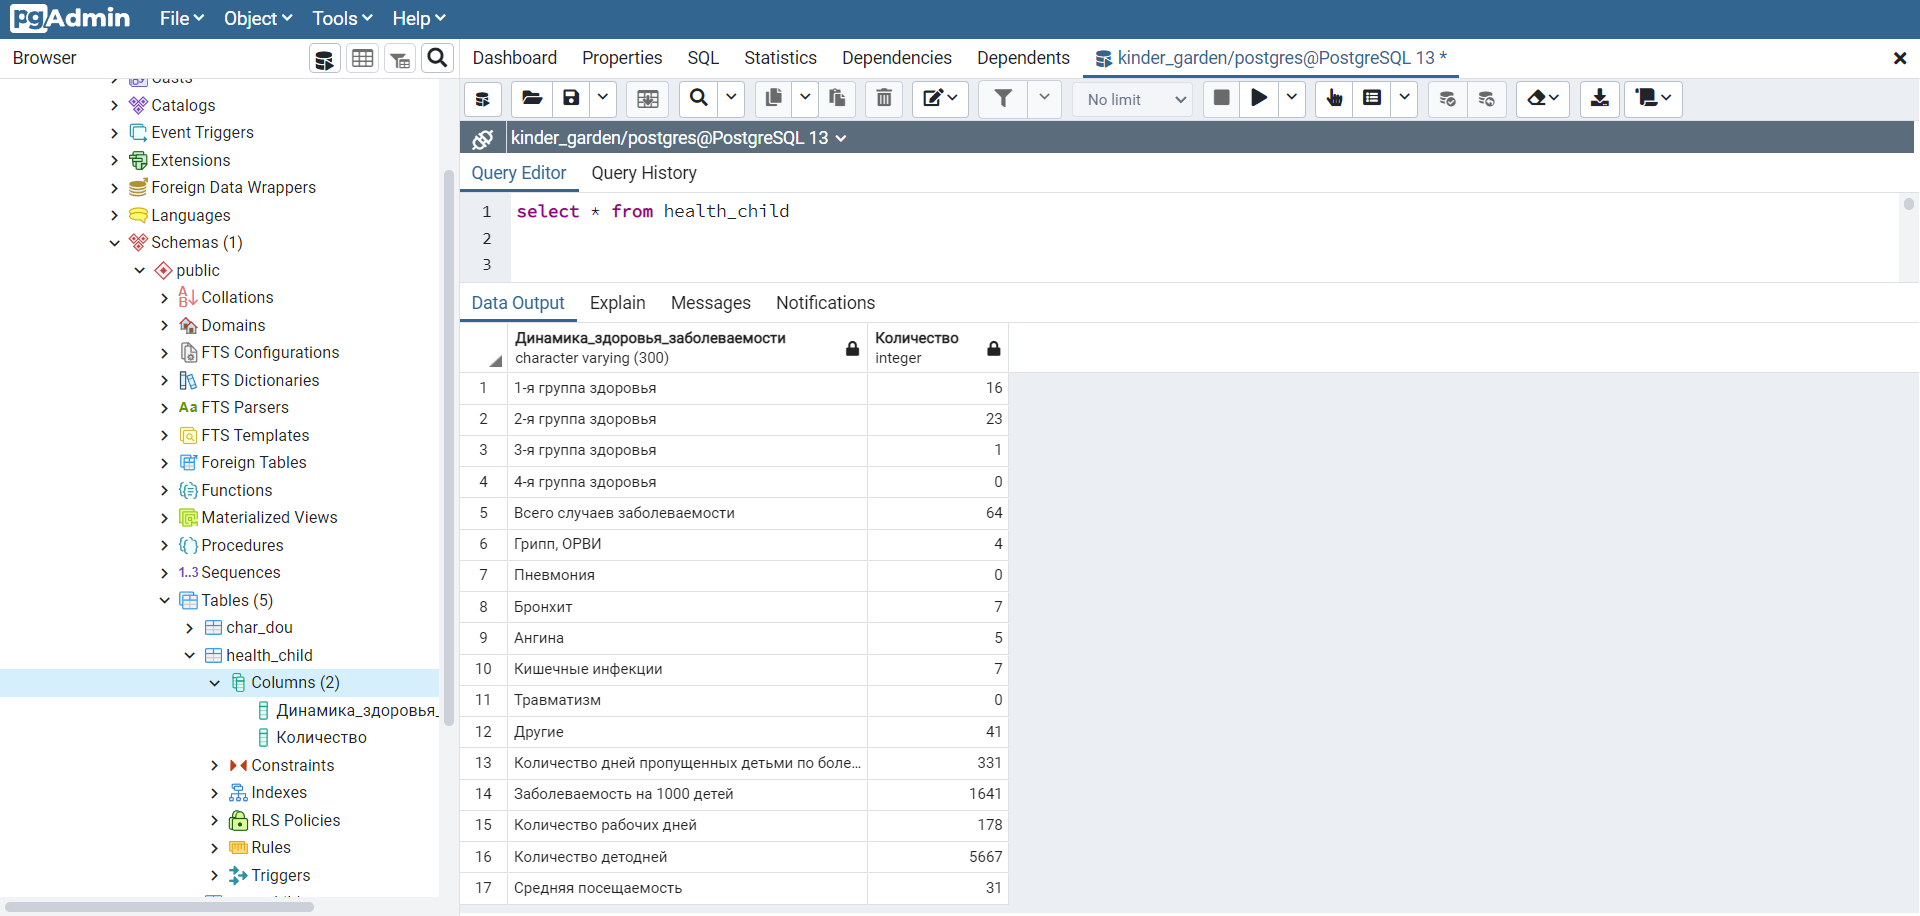 pgAdmin File Object Tools Help
Browser
Dashboard Properties SQL Statistics Dependencies Dependents kinder_garden/postgres@PostgreSQL 13 *
Casts
Catalogs
Event Triggers
Extensions
Foreign Data Wrappers
Languages
Schemas (1)
public
Collations
Domains
FTS Configurations
FTS Dictionaries
Aa FTS Parsers
FTS Templates
Foreign Tables
Functions
Materialized Views
Procedures
1..3 Sequences
Tables (5)
char_dou
health_child
Columns (2)
Динамика_здоровья_
Количество
Constraints
Indexes
RLS Policies
Rules
Triggers
No limit
kinder_garden/postgres@PostgreSQL 13
Query Editor Query History
1 select * from health_child
2
3
Data Output Explain Messages Notifications
Динамика_здоровья_заболеваемости Количество
character varying (300) integer
1 1-я группа здоровья 16
2 2-я группа здоровья 23
3 3-я группа здоровья 1
4 4-я группа здоровья 0
5 Всего случаев заболеваемости 64
6 Грипп, ОРВИ 4
7 Пневмония 0
8 Бронхит 7
9 Ангина 5
10 Кишечные инфекции 7
11 Травматизм 0
12 Другие 41
13 Количество дней пропущенных детьми по боле... 331
14 Заболеваемость на 1000 детей 1641
15 Количество рабочих дней 178
16 Количество детодней 5667
17 Средняя посещаемость 31